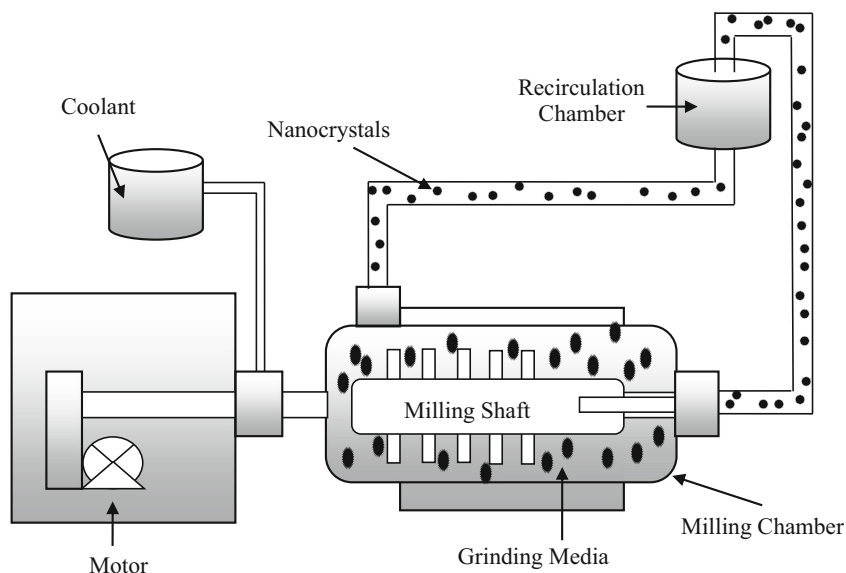 Recirculation
Chamber
Coolant
Nanocrystals
Milling Shaft
Milling Chamber
Grinding Media
Motor